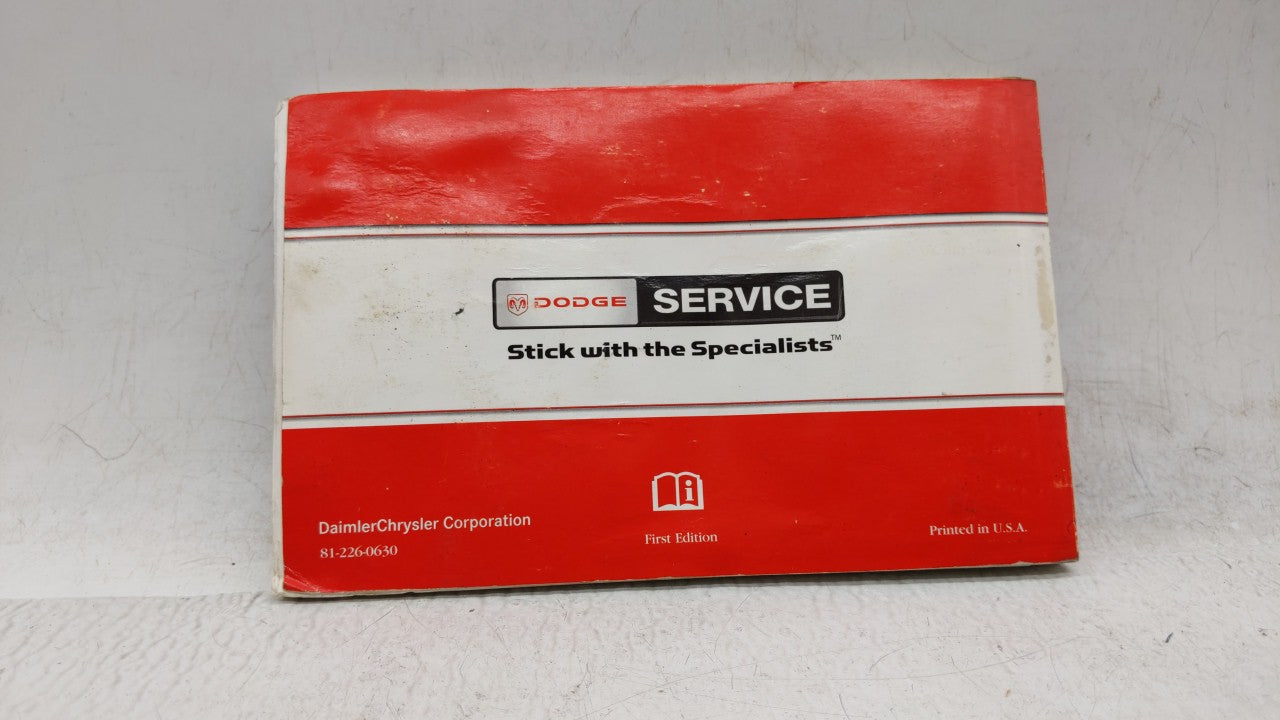 DODGE SERVICE
Stick with the Specialists™
DaimlerChrysler Corporation
81-226-0630
First Edition
Printed in U.S.A.